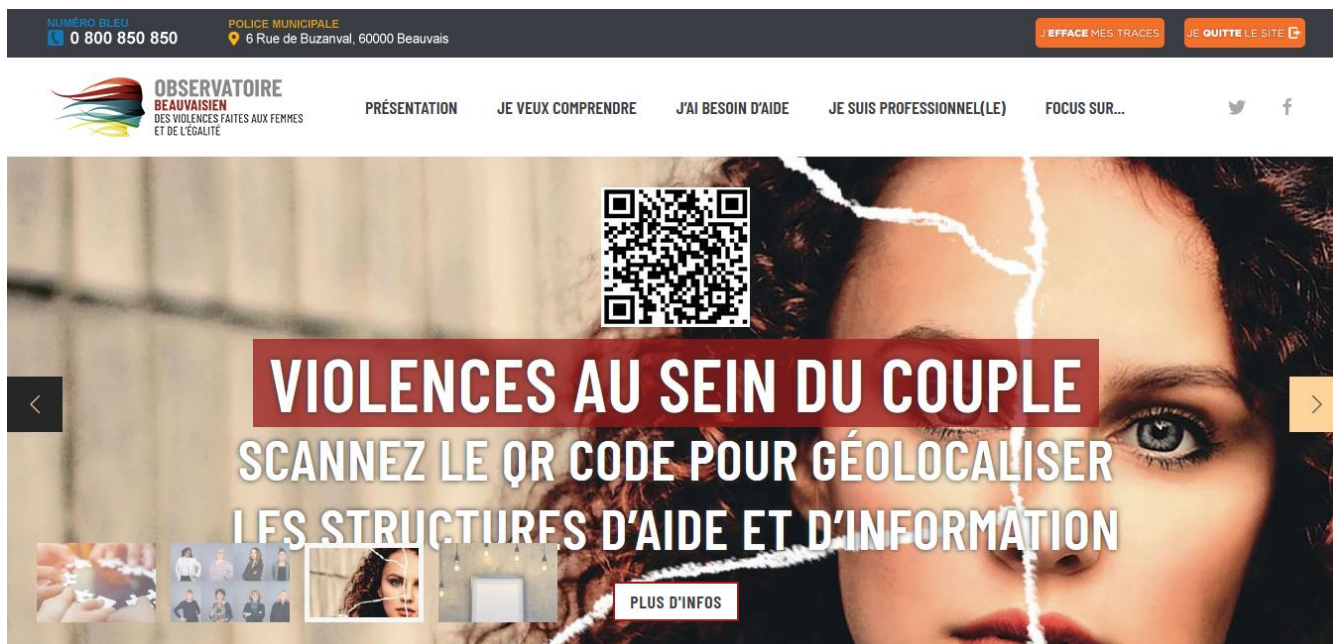 NUMÉRO BLEU
0 800 850 850
POLICE MUNICIPALE
6 Rue de Buzanval, 60000 Beauvais
J'EFFACE MES TRACES
JE QUITTE LE SITE
OBSERVATOIRE
BEAUVAISIEN
DES VIOLENCES FAITES AUX FEMMES
ET DE L'ÉGALITÉ
PRÉSENTATION
JE VEUX COMPRENDRE
J'AI BESOIN D'AIDE
JE SUIS PROFESSIONNEL(LE)
FOCUS SUR...
VIOLENCES AU SEIN DU COUPLE
SCANNEZ LE QR CODE POUR GÉOLOCALISER
LES STRUCTURES D'AIDE ET D'INFORMATION
PLUS D'INFOS